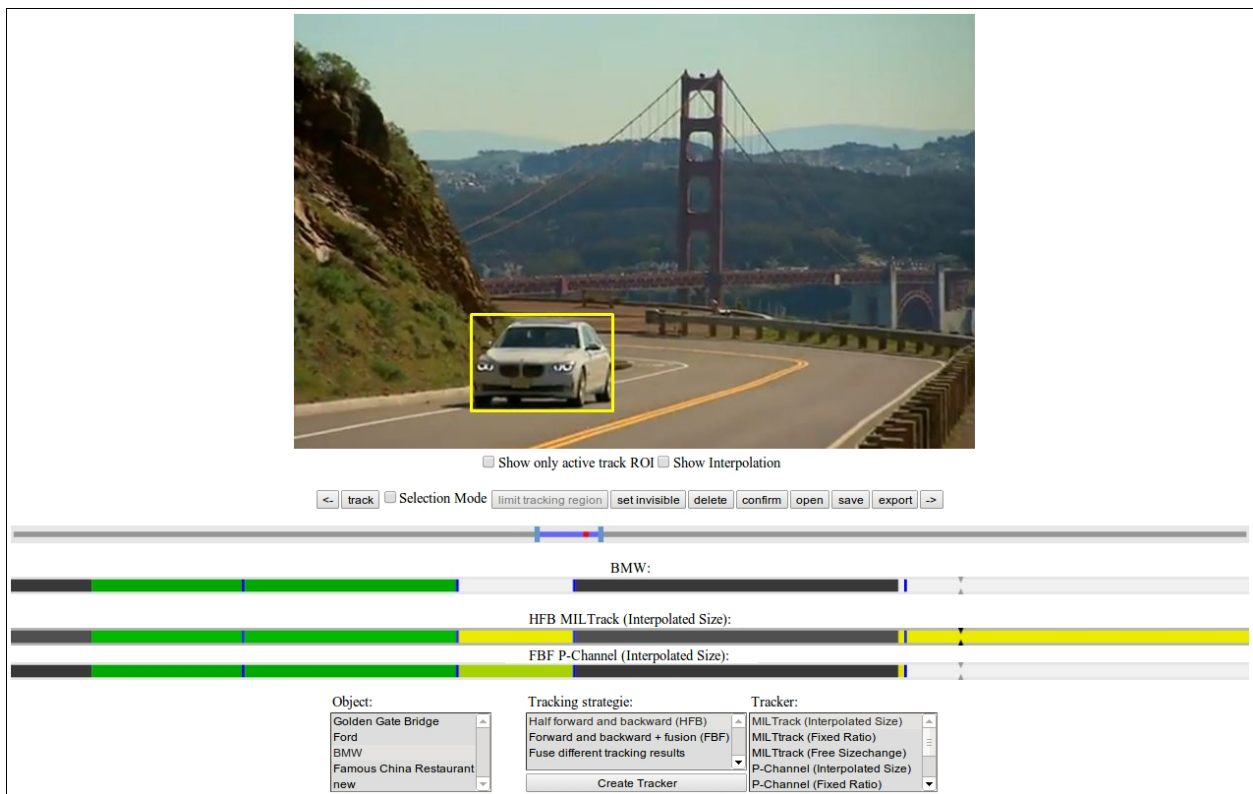 Show only active track ROI Show Interpolation
<- track Selection Mode limit tracking region set invisible delete confirm open save export ->
BMW:
HFB MILTrack (Interpolated Size):
FBF P-Channel (Interpolated Size):
Object: Tracking strategie: Tracker:
Golden Gate Bridge Half forward and backward (HFB) MILTrack (Interpolated Size)
Ford Forward and backward + fusion (FBF) MILTtrack (Fixed Ratio)
BMW Fuse different tracking results MILTtrack (Free Sizechange)
Famous China Restaurant P-Channel (Interpolated Size)
new Create Tracker P-Channel (Fixed Ratio)